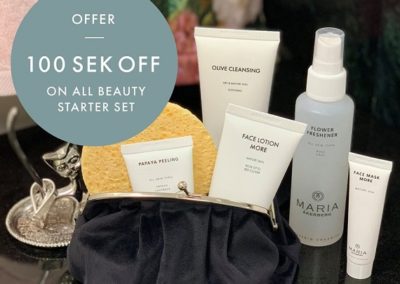 OFFER
100 SEK OFF
ON ALL BEAUTY
STARTER SET
OLIVE CLEANSING
FACE LOTION
MORE
PAPAYA PEELING
FLOWER
FRESHENER
MARIA
ÅKERBERG
FACE MASK
MORE